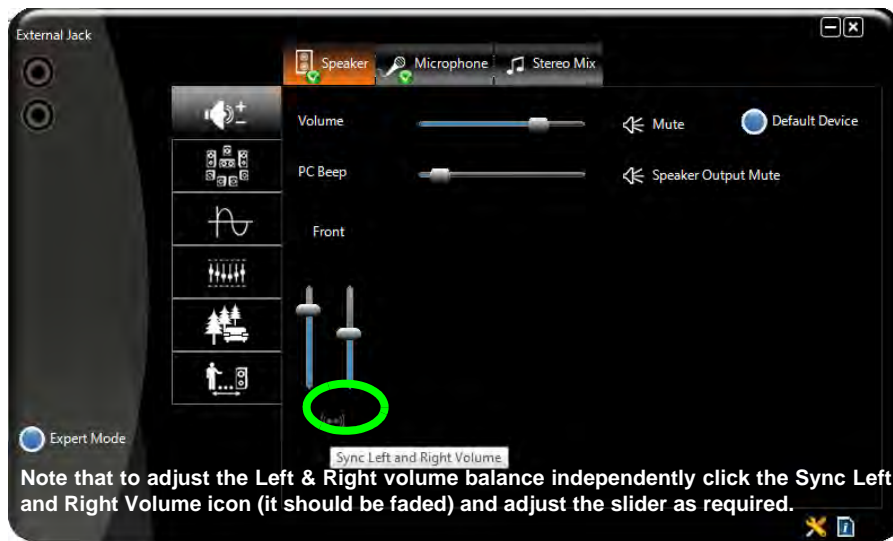 External Jack
Speaker
Microphone
Stereo Mix
Volume
Mute
Default Device
PC Beep
Speaker Output Mute
Front
Expert Mode
Sync Left and Right Volume
Note that to adjust the Left & Right volume balance independently click the Sync Left
and Right Volume icon (it should be faded) and adjust the slider as required.